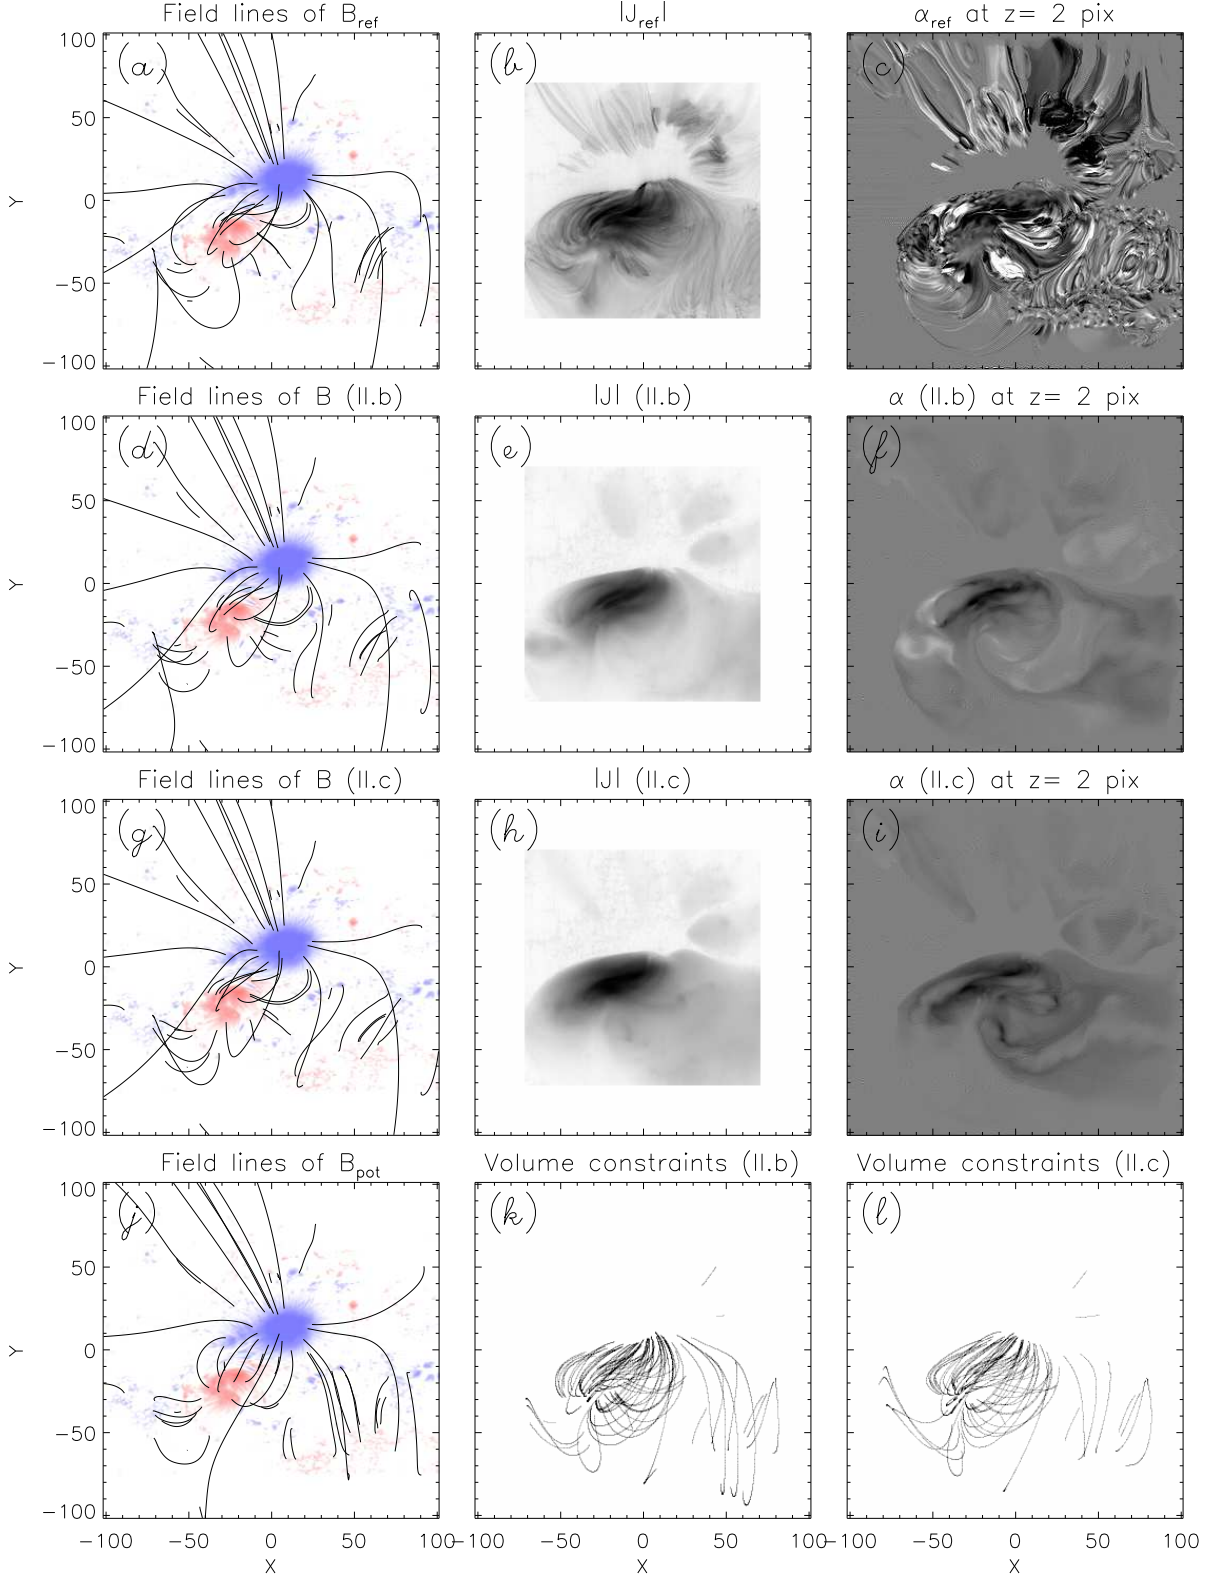 Field lines of B_ref |J_ref| α_ref at z= 2 pix
(a) (b) (c)
100
50
0
−50
−100
Y
Field lines of B (II.b) |J| (II.b) α (II.b) at z= 2 pix
(d) (e) (f)
100
50
0
−50
−100
Y
Field lines of B (II.c) |J| (II.c) α (II.c) at z= 2 pix
(g) (h) (i)
100
50
0
−50
−100
Y
Field lines of B_pot Volume constraints (II.b) Volume constraints (II.c)
(j) (k) (l)
100
50
0
−50
−100
Y
−100 −50 0 50 100 −100 −50 0 50 100 −100 −50 0 50 100
X X X